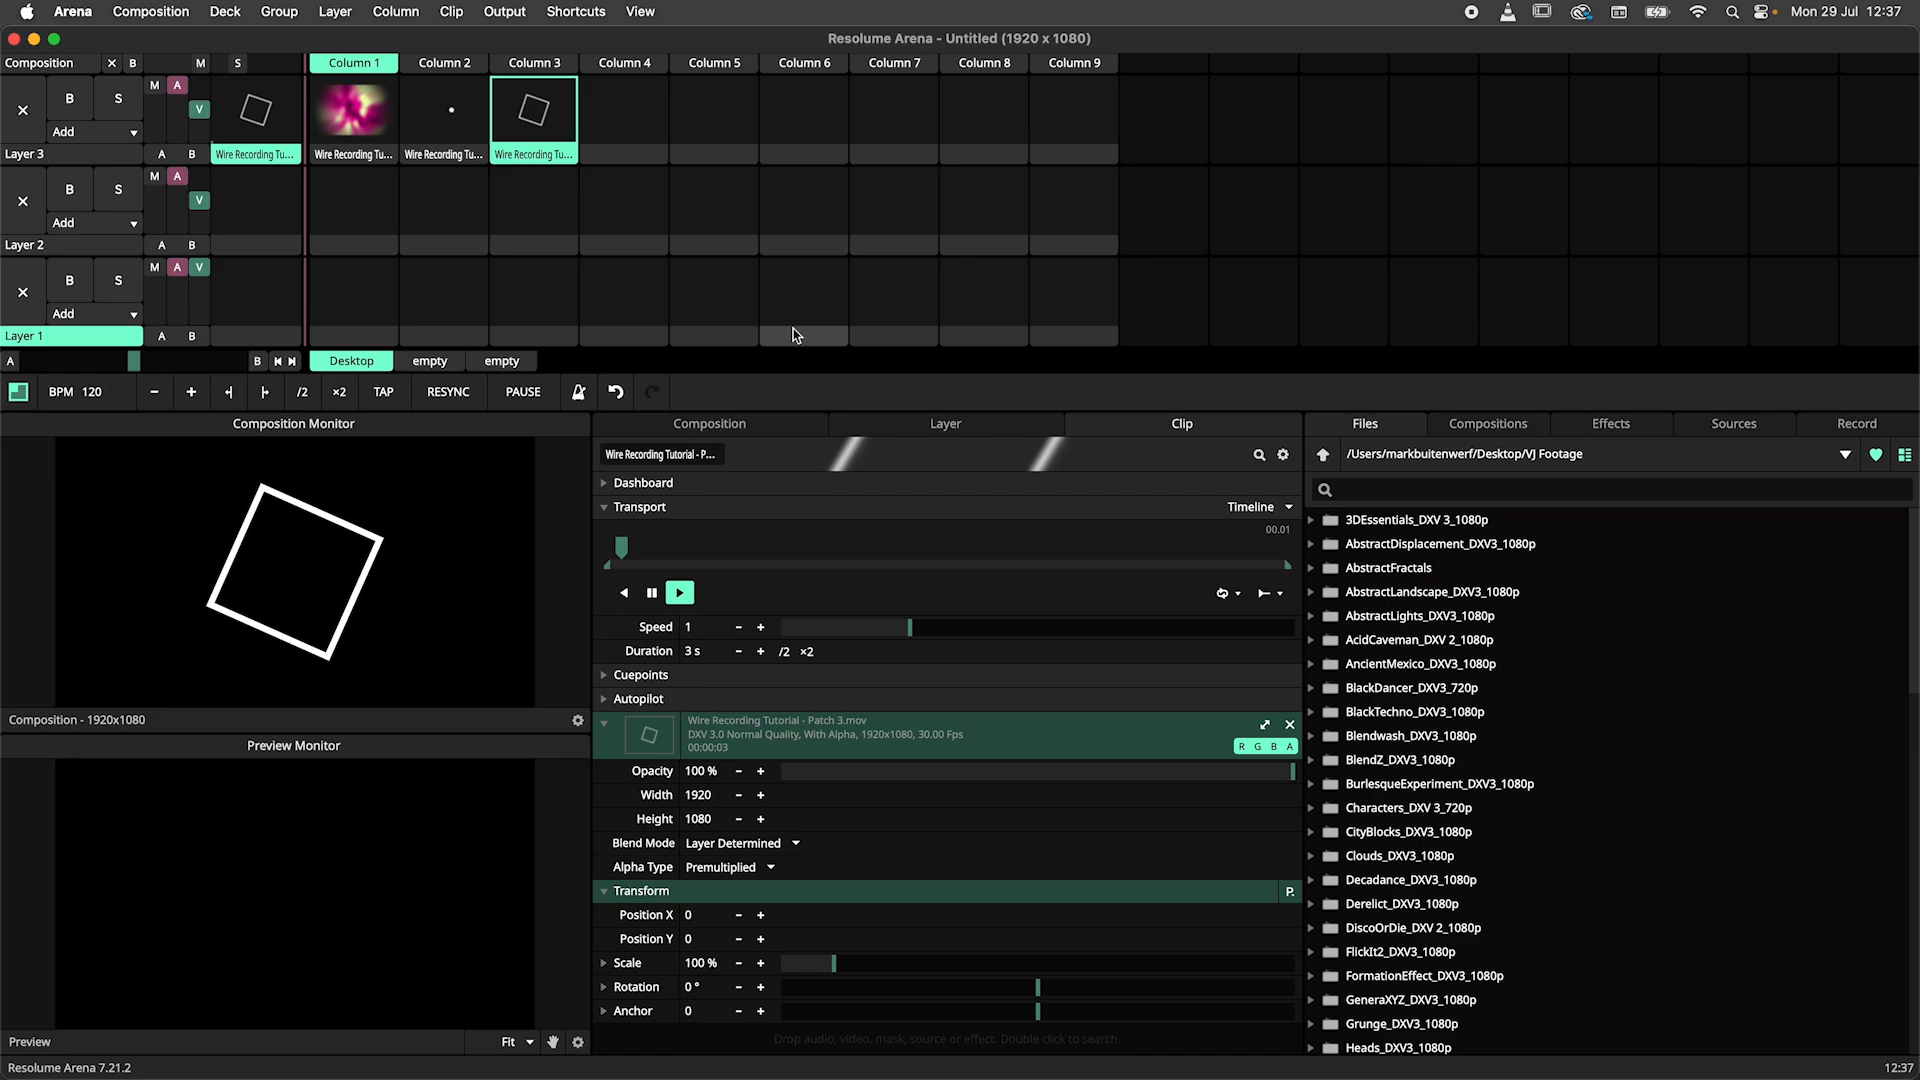 Arena Composition Deck Group Layer Column Clip Output Shortcuts View Mon 29 Jul 12:37
Resolume Arena - Untitled (1920 x 1080)
Composition X B M S Column 1 Column 2 Column 3 Column 4 Column 5 Column 6 Column 7 Column 8 Column 9
B S M A V
Add
Layer 3 A B Wire Recording Tu... Wire Recording Tu... Wire Recording Tu... Wire Recording Tu...
B S M A V
Add
Layer 2 A B
B S M A V
Add
Layer 1 A B
A B Desktop empty empty
BPM 120 - + /2 ×2 TAP RESYNC PAUSE
Composition Monitor
Composition - 1920x1080
Preview Monitor
Preview Fit
Composition Layer Clip
Wire Recording Tutorial - P...
Dashboard
Transport Timeline
00.01
Speed 1 - +
Duration 3 s - + /2 ×2
Cuepoints
Autopilot
Wire Recording Tutorial - Patch 3.mov
DXV 3.0 Normal Quality, With Alpha, 1920x1080, 30.00 Fps
00:00:03 R G B A
Opacity 100 % - +
Width 1920 - +
Height 1080 - +
Blend Mode Layer Determined
Alpha Type Premultiplied
Transform P.
Position X 0 - +
Position Y 0 - +
Scale 100 % - +
Rotation 0 ° - +
Anchor 0 - +
Drop audio, video, mask, source or effect. Double click to search.
Files Compositions Effects Sources Record
/Users/markbuitenwerf/Desktop/VJ Footage
3DEssentials_DXV 3_1080p
AbstractDisplacement_DXV3_1080p
AbstractFractals
AbstractLandscape_DXV3_1080p
AbstractLights_DXV3_1080p
AcidCaveman_DXV 2_1080p
AncientMexico_DXV3_1080p
BlackDancer_DXV3_720p
BlackTechno_DXV3_1080p
Blendwash_DXV3_1080p
BlendZ_DXV3_1080p
BurlesqueExperiment_DXV3_1080p
Characters_DXV 3_720p
CityBlocks_DXV3_1080p
Clouds_DXV3_1080p
Decadance_DXV3_1080p
Derelict_DXV3_1080p
DiscoOrDie_DXV 2_1080p
FlickIt2_DXV3_1080p
FormationEffect_DXV3_1080p
GeneraXYZ_DXV3_1080p
Grunge_DXV3_1080p
Heads_DXV3_1080p
Resolume Arena 7.21.2 12:37